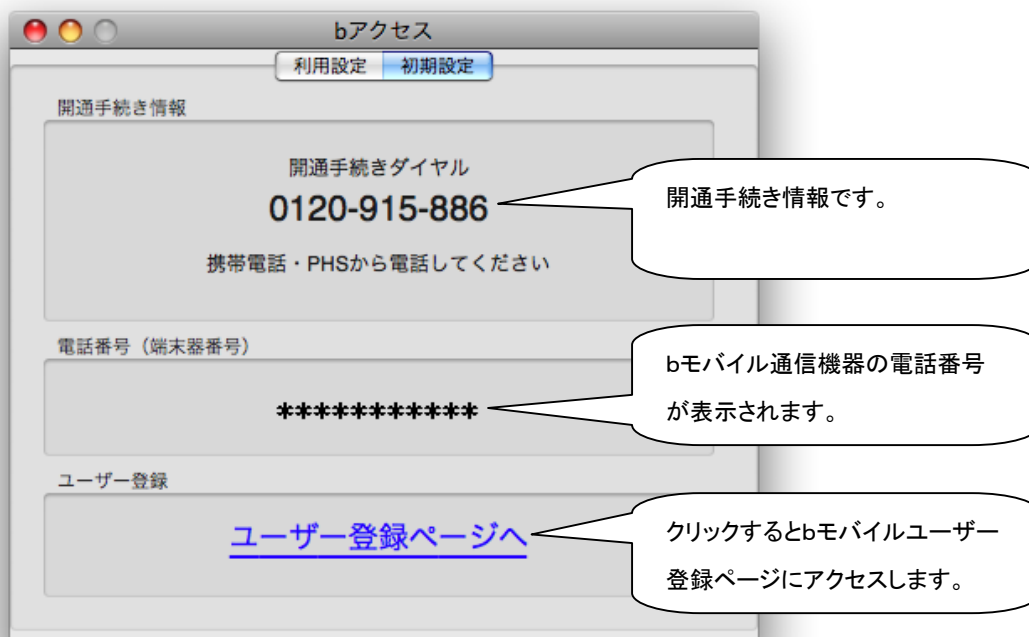 bアクセス
利用設定 初期設定
開通手続き情報
開通手続きダイヤル
0120-915-886
携帯電話・PHSから電話してください
開通手続き情報です。
電話番号（端末器番号）
***********
bモバイル通信機器の電話番号
が表示されます。
ユーザー登録
ユーザー登録ページへ
クリックするとbモバイルユーザー
登録ページにアクセスします。